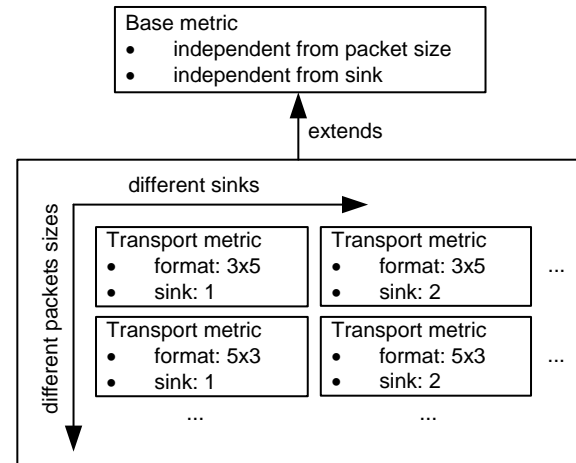 Base metric
• independent from packet size
• independent from sink
extends
different sinks
different packets sizes
Transport metric
• format: 3x5
• sink: 1
Transport metric
• format: 3x5
• sink: 2
...
Transport metric
• format: 5x3
• sink: 1
Transport metric
• format: 5x3
• sink: 2
...
...
...